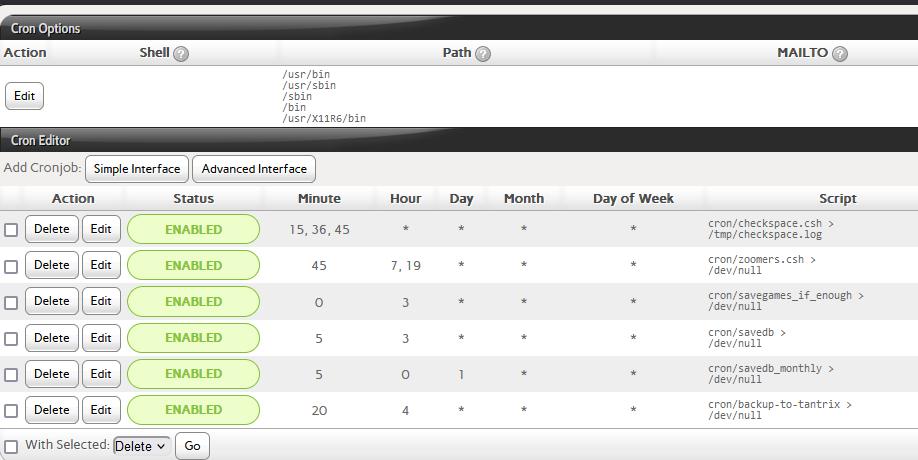 Cron Options
Action Shell ? Path ? MAILTO ?
/usr/bin
/usr/sbin
Edit /sbin
/bin
/usr/X11R6/bin
Cron Editor
Add Cronjob: Simple Interface Advanced Interface
Action Status Minute Hour Day Month Day of Week Script
Delete Edit ENABLED 15, 36, 45 * * * * cron/checkspace.csh >
/tmp/checkspace.log
Delete Edit ENABLED 45 7, 19 * * * cron/zoomers.csh >
/dev/null
Delete Edit ENABLED 0 3 * * * cron/savegames_if_enough >
/dev/null
Delete Edit ENABLED 5 3 * * * cron/savedb >
/dev/null
Delete Edit ENABLED 5 0 1 * * cron/savedb_monthly >
/dev/null
Delete Edit ENABLED 20 4 * * * cron/backup-to-tantrix >
/dev/null
With Selected: Delete Go